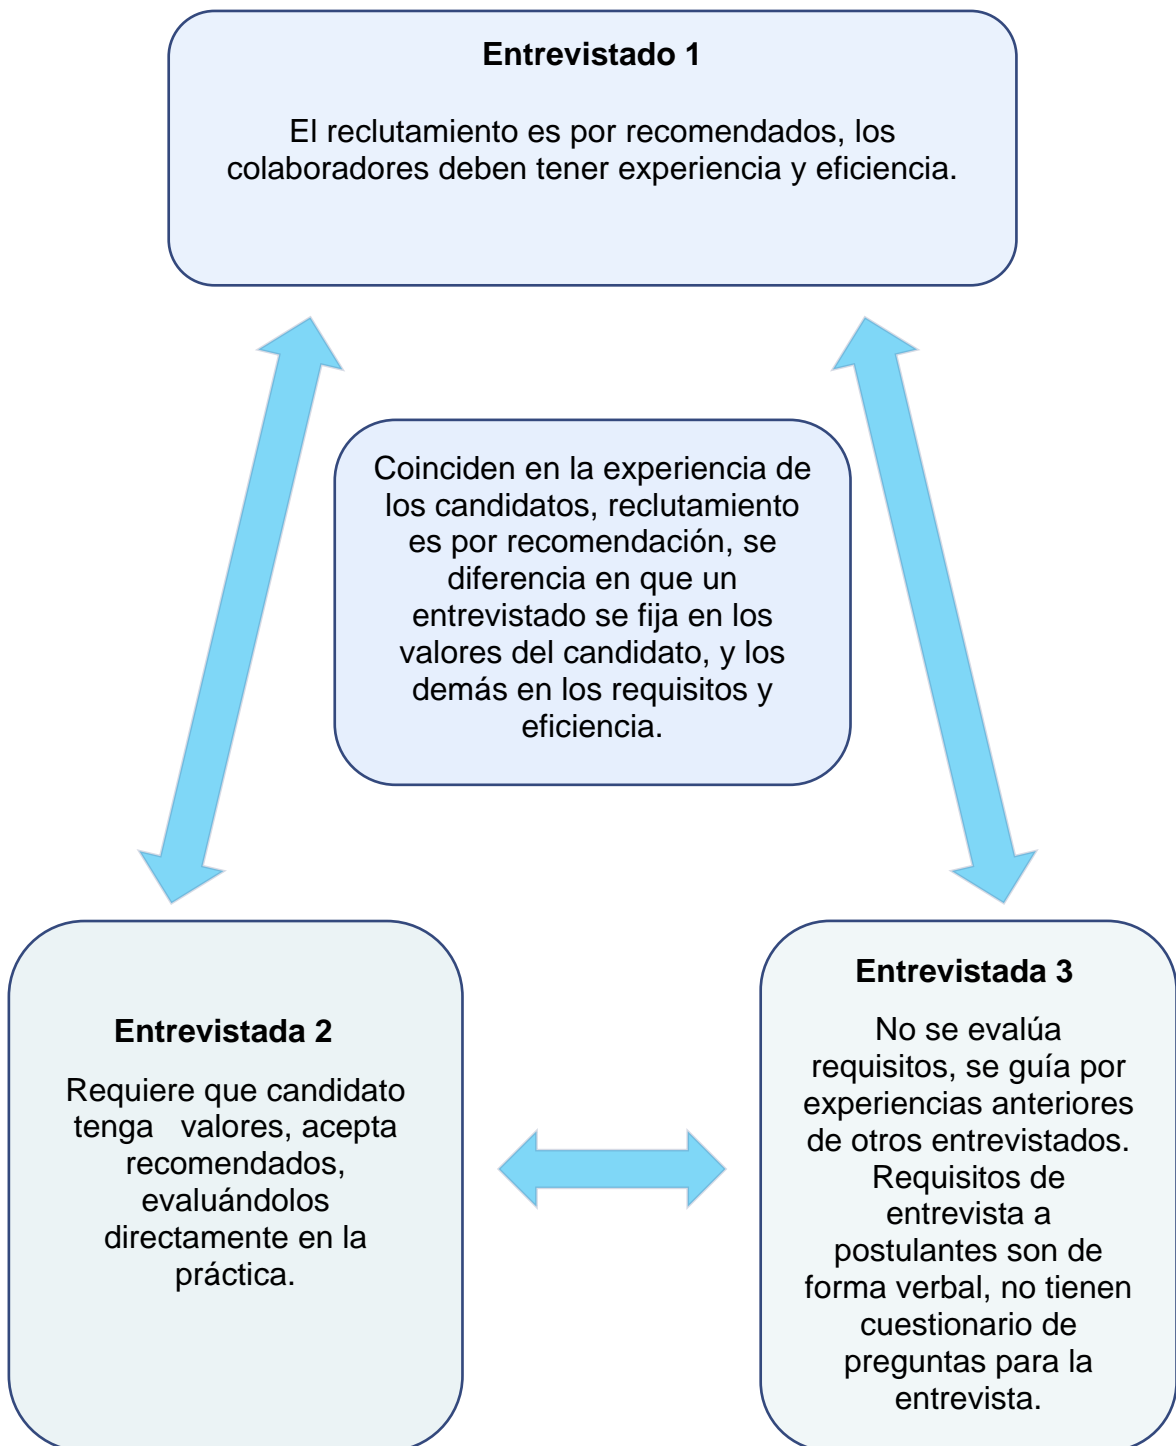 Entrevistado 1
El reclutamiento es por recomendados, los
colaboradores deben tener experiencia y eficiencia.
Coinciden en la experiencia de
los candidatos, reclutamiento
es por recomendación, se
diferencia en que un
entrevistado se fija en los
valores del candidato, y los
demás en los requisitos y
eficiencia.
Entrevistada 2
Requiere que candidato
tenga   valores, acepta
recomendados,
evaluándolos
directamente en la
práctica.
Entrevistada 3
No se evalúa
requisitos, se guía por
experiencias anteriores
de otros entrevistados.
Requisitos de
entrevista a
postulantes son de
forma verbal, no tienen
cuestionario de
preguntas para la
entrevista.